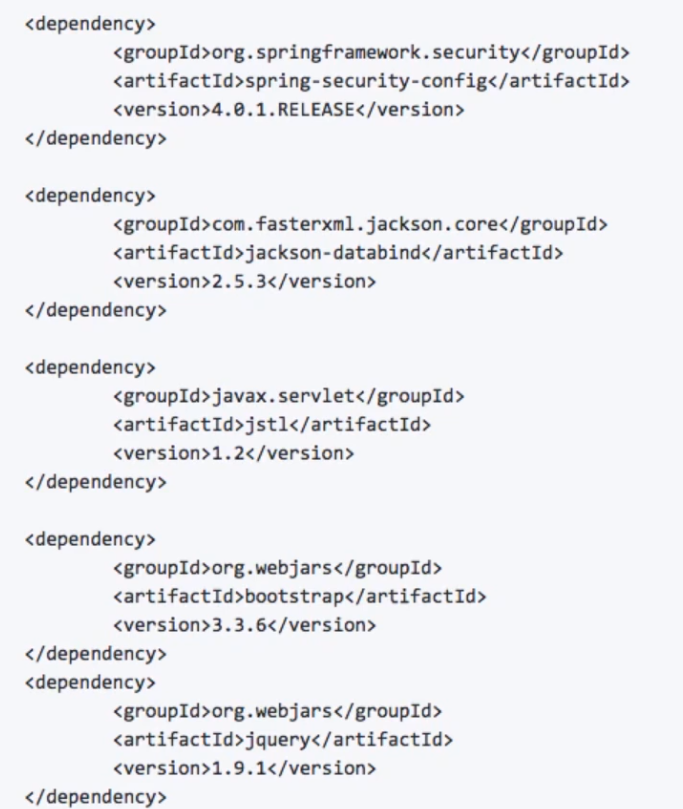 <dependency>
<groupId>org.springframework.security</groupId>
<artifactId>spring-security-config</artifactId>
<version>4.0.1.RELEASE</version>
</dependency>
<dependency>
<groupId>com.fasterxml.jackson.core</groupId>
<artifactId>jackson-databind</artifactId>
<version>2.5.3</version>
</dependency>
<dependency>
<groupId>javax.servlet</groupId>
<artifactId>jstl</artifactId>
<version>1.2</version>
</dependency>
<dependency>
<groupId>org.webjars</groupId>
<artifactId>bootstrap</artifactId>
<version>3.3.6</version>
</dependency>
<dependency>
<groupId>org.webjars</groupId>
<artifactId>jquery</artifactId>
<version>1.9.1</version>
</dependency>